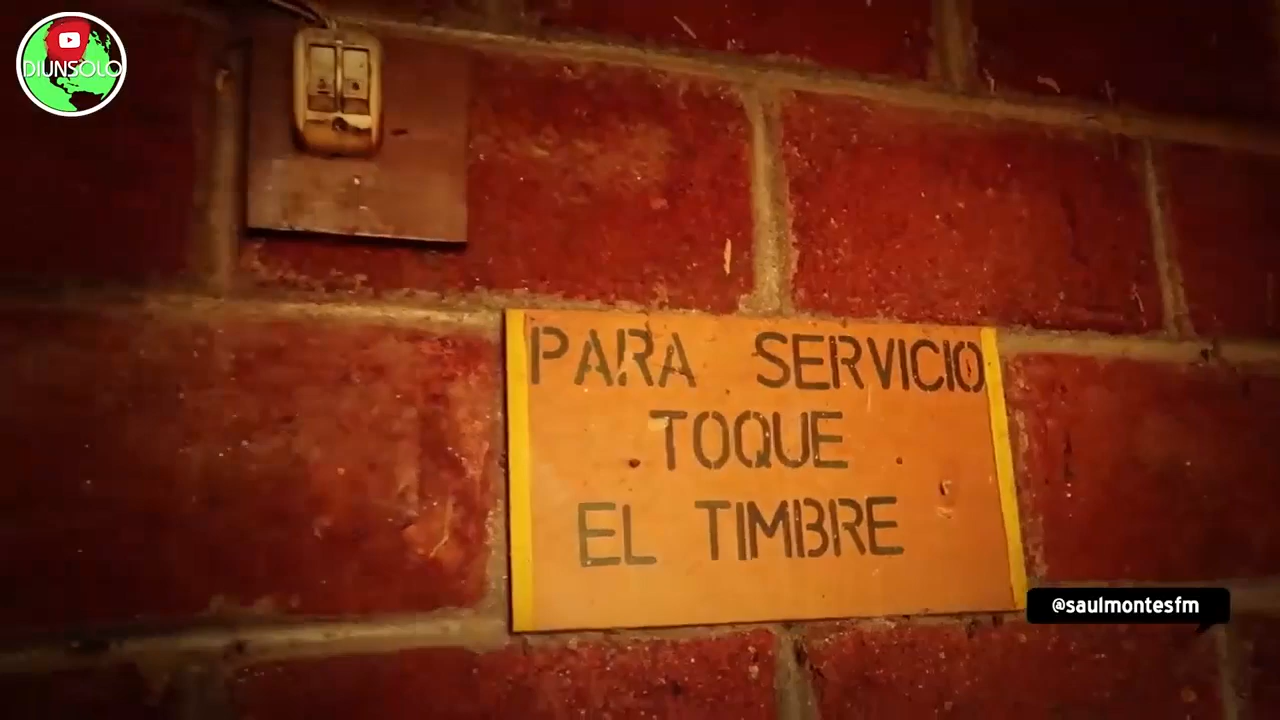 DIUNSOLO
PARA SERVICIO
TOQUE
EL TIMBRE
@saulmontesfm